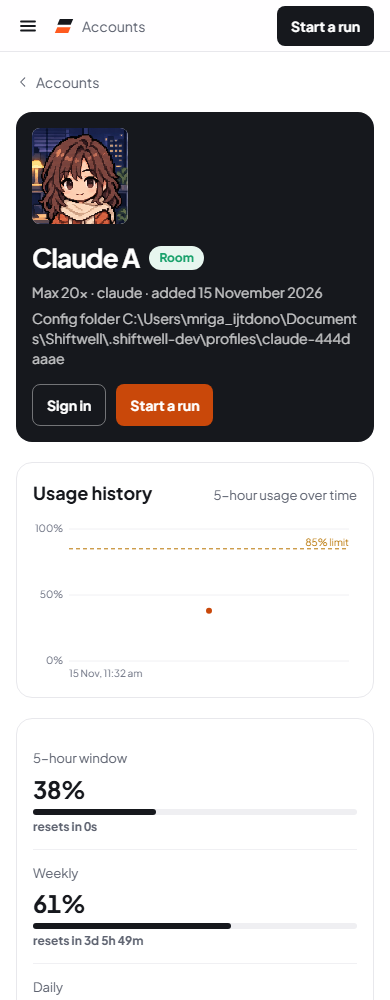 Accounts
Start a run
Accounts
Claude A
Room
Max 20× · claude · added 15 November 2026
Config folder C:\Users\mriga_ijtdono\Document
s\Shiftwell\.shiftwell-dev\profiles\claude-444d
aaae
Sign in
Start a run
Usage history
5-hour usage over time
100%
85% limit
50%
0%
15 Nov, 11:32 am
5-hour window
38%
resets in 0s
Weekly
61%
resets in 3d 5h 49m
Daily